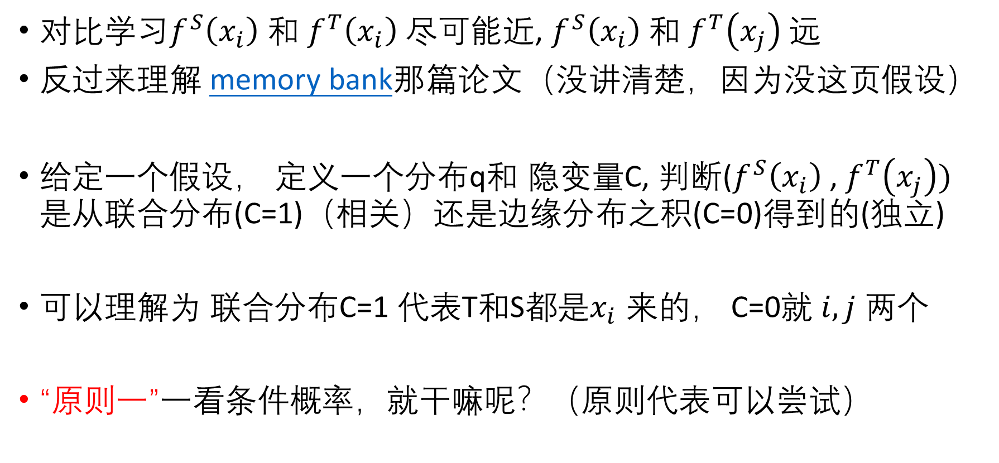 • 对比学习f^S(x_i) 和 f^T(x_i) 尽可能近, f^S(x_i) 和 f^T(x_j) 远
• 反过来理解 memory bank那篇论文（没讲清楚，因为没这页假设）
• 给定一个假设， 定义一个分布q和 隐变量C, 判断(f^S(x_i) , f^T(x_j))
是从联合分布(C=1)（相关）还是边缘分布之积(C=0)得到的(独立)
• 可以理解为 联合分布C=1 代表T和S都是x_i 来的， C=0就 i, j 两个
• “原则一”一看条件概率，就干嘛呢？（原则代表可以尝试）